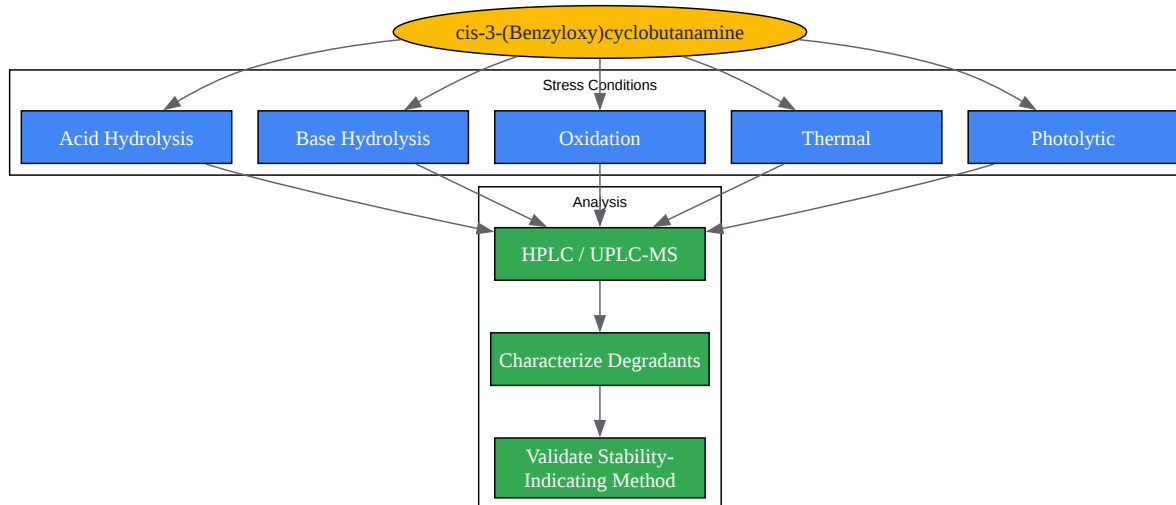 cis-3-(Benzyloxy)cyclobutanamine
Stress Conditions
Acid Hydrolysis
Base Hydrolysis
Oxidation
Thermal
Photolytic
Analysis
HPLC / UPLC-MS
Characterize Degradants
Validate Stability-
Indicating Method